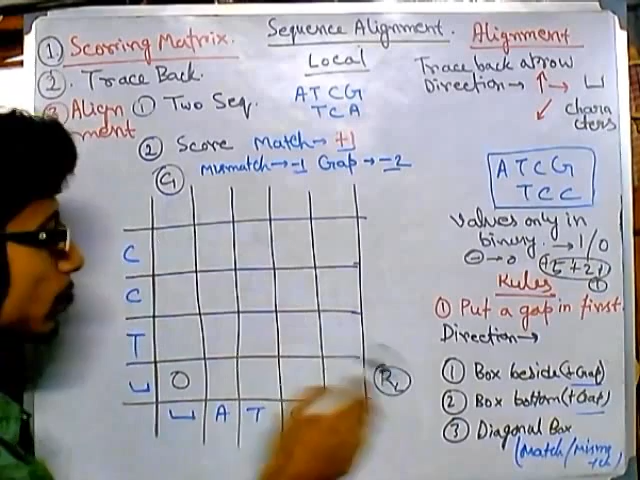 Sequence Alignment.
① Scorring Matrix.
②. Trace Back.
③ Alignment
Local
ATCG
TCA
① Two Seq.
② Score Match→ +1
Mismatch→ -1 Gap → -2
Alignment
Trace back arrow
Direction→ ↑ → ↙
⊔
characters
ATCG
TCC
Values only in
binary. → 1/0
⊖→0
Rules
① Put a gap in first.
Direction→
① Box beside (+Gap)
② Box bottom (+Gap)
③ Diagonal Box
(Match/Mismatch)
C
C
T
⊔ 0
⊔ A T